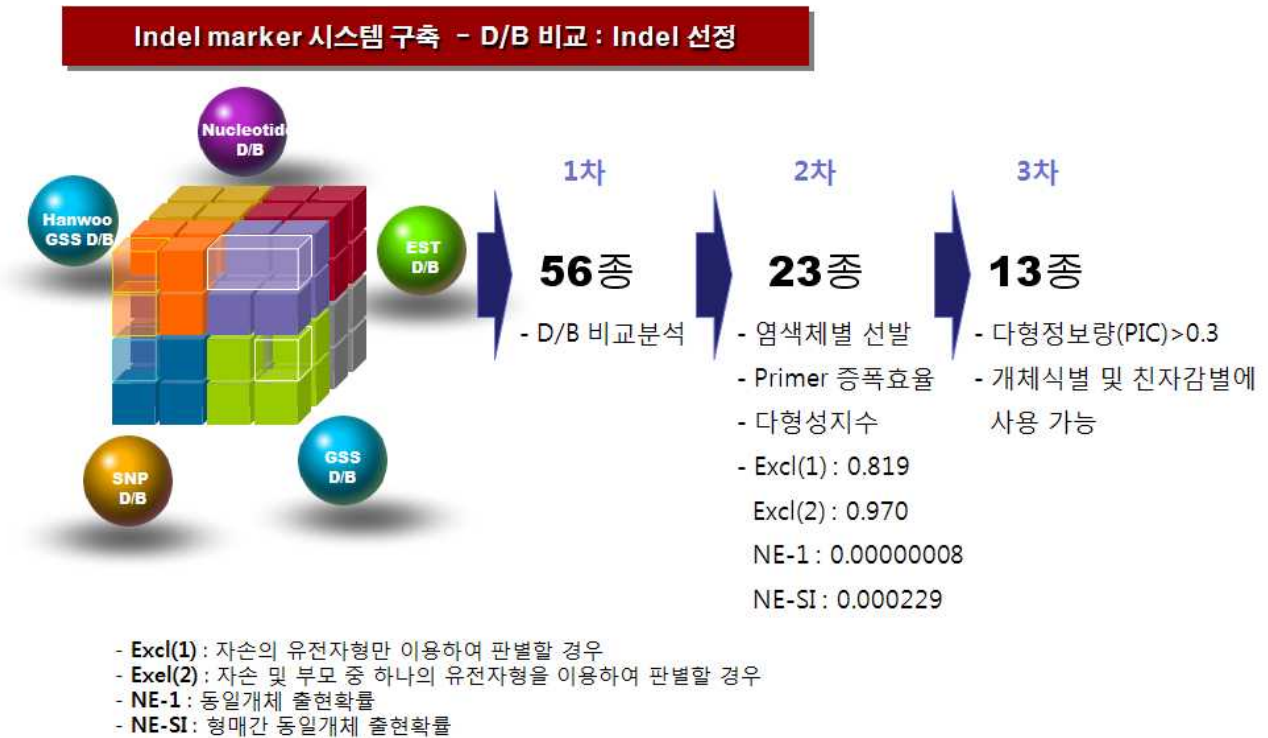 Indel marker 시스템 구축 - D/B 비교 : Indel 선정
Nucleotid
D/B
Hanwoo
GSS D/B
EST
D/B
SNP
D/B
GSS
D/B
1차
56종
- D/B 비교분석
2차
23종
- 염색체별 선발
- Primer 증폭효율
- 다형성지수
- Excl(1) : 0.819
Excl(2) : 0.970
NE-1 : 0.00000008
NE-SI : 0.000229
3차
13종
- 다형정보량(PIC)>0.3
- 개체식별 및 친자감별에
사용 가능
- Excl(1) : 자손의 유전자형만 이용하여 판별할 경우
- Exel(2) : 자손 및 부모 중 하나의 유전자형을 이용하여 판별할 경우
- NE-1 : 동일개체 출현확률
- NE-SI : 형매간 동일개체 출현확률